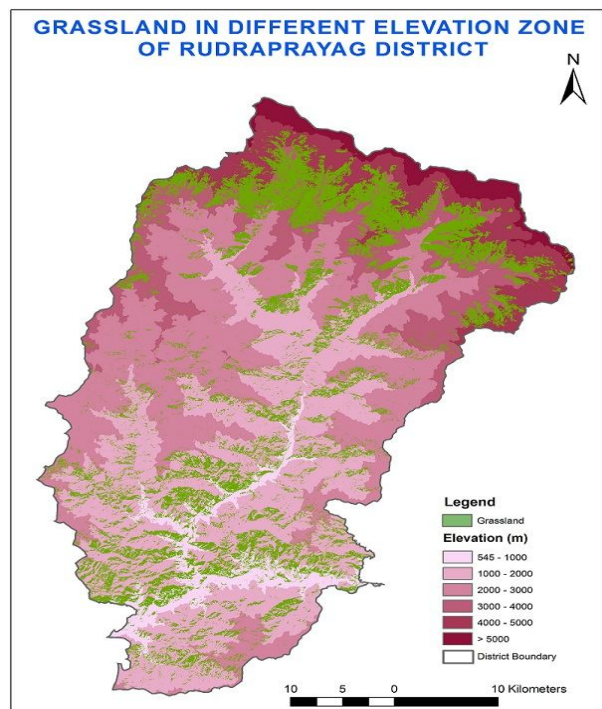 GRASSLAND IN DIFFERENT ELEVATION ZONE
OF RUDRAPRAYAG DISTRICT
N
Legend
Grassland
Elevation (m)
545 - 1000
1000 - 2000
2000 - 3000
3000 - 4000
4000 - 5000
> 5000
District Boundary
10 5 0 10 Kilometers